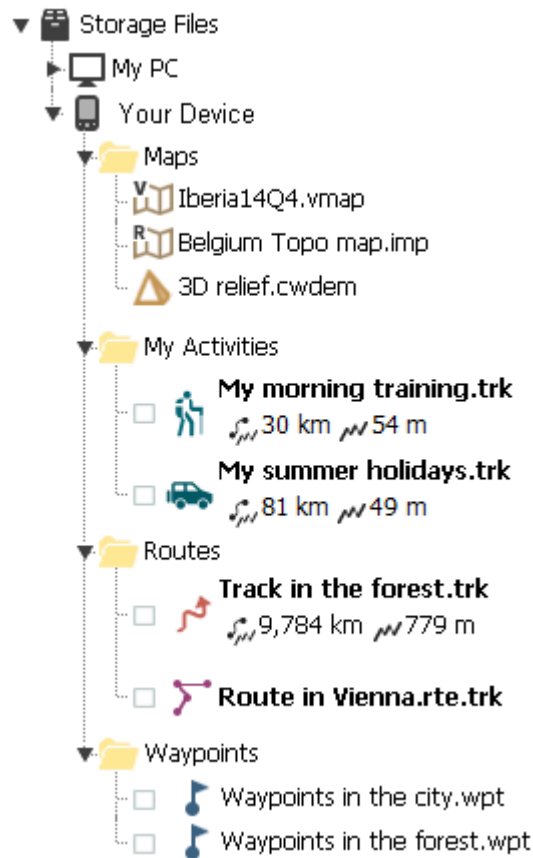 Storage Files
My PC
Your Device
Maps
V Iberia14Q4.vmap
R Belgium Topo map.imp
3D relief.cwdem
My Activities
My morning training.trk
30 km 54 m
My summer holidays.trk
81 km 49 m
Routes
Track in the forest.trk
9,784 km 779 m
Route in Vienna.rte.trk
Waypoints
Waypoints in the city.wpt
Waypoints in the forest.wpt